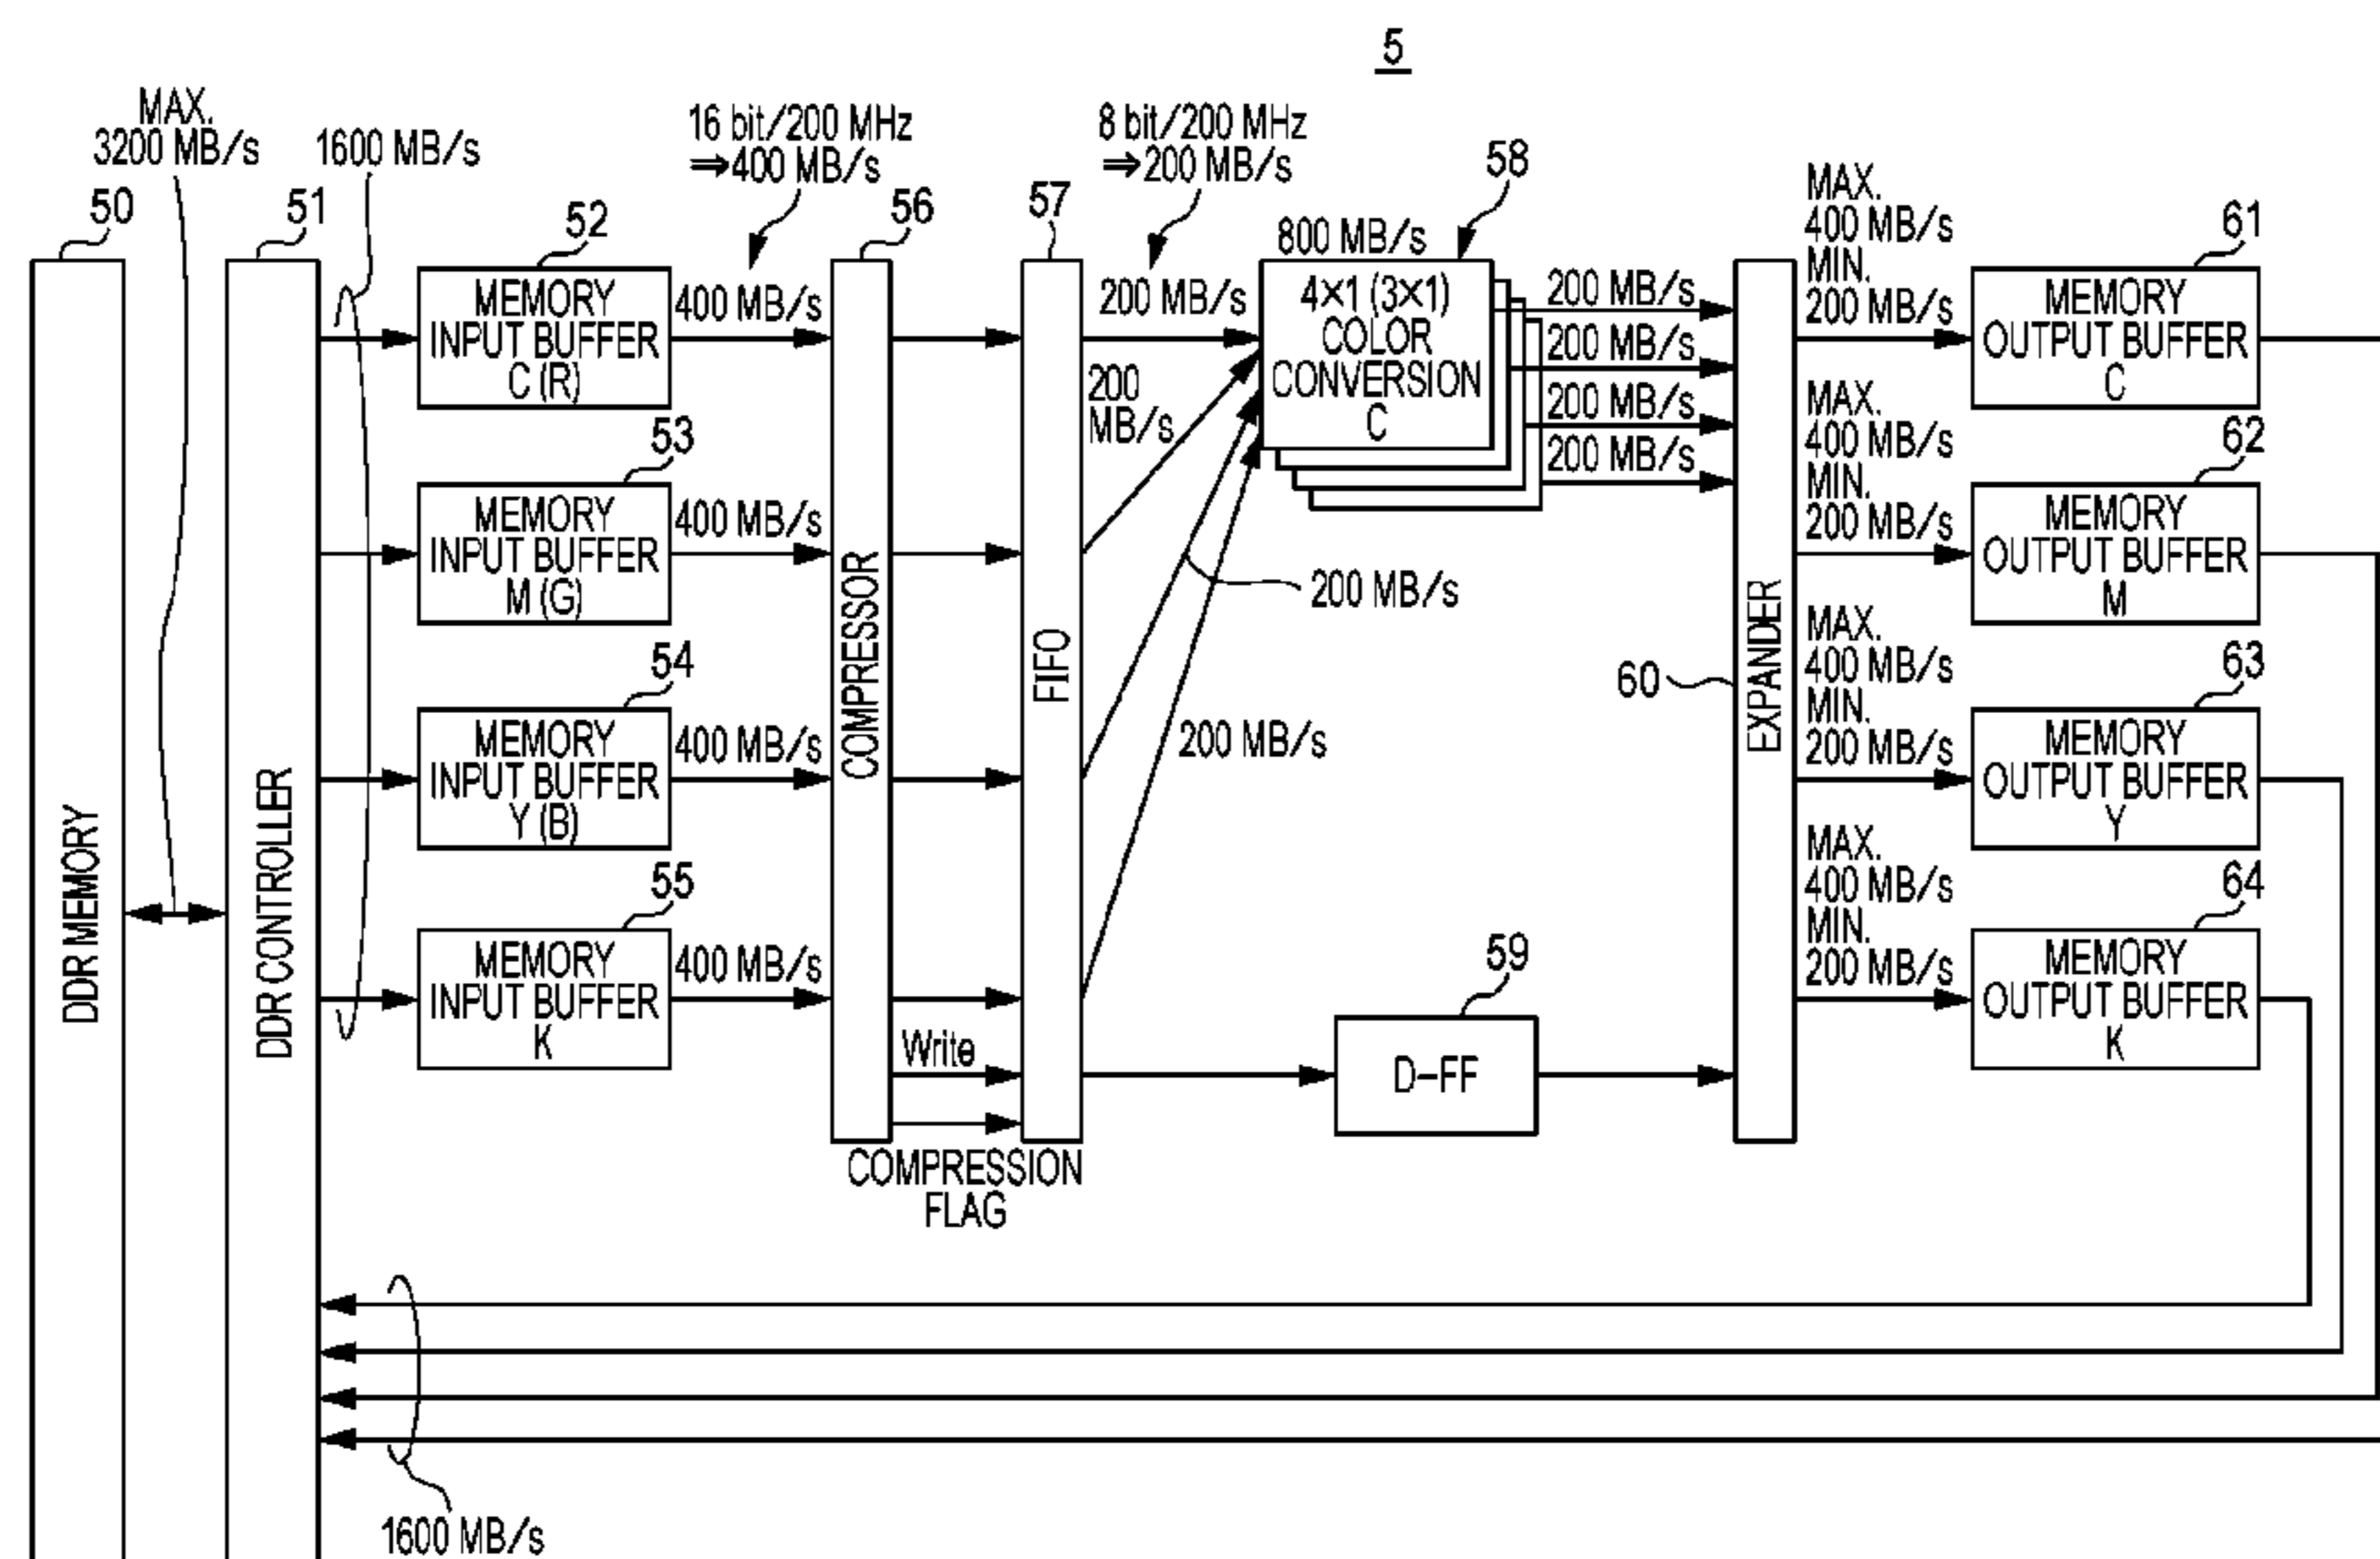 5
MAX.
3200 MB/s
1600 MB/s
16 bit/200 MHz
⇒400 MB/s
8 bit/200 MHz
⇒200 MB/s
58
50
51
52
56
57
800 MB/s
MAX.
400 MB/s
MIN.
200 MB/s
61
MEMORY
INPUT BUFFER
C (R)
400 MB/s
200 MB/s
4×1 (3×1)
COLOR
CONVERSION
C
200 MB/s
200 MB/s
200 MB/s
200 MB/s
MEMORY
OUTPUT BUFFER
C
200
MB/s
53
MEMORY
INPUT BUFFER
M (G)
400 MB/s
200 MB/s
MAX.
400 MB/s
MIN.
200 MB/s
62
MEMORY
OUTPUT BUFFER
M
54
MEMORY
INPUT BUFFER
Y (B)
400 MB/s
COMPRESSOR
FIFO
200 MB/s
60
EXPANDER
MAX.
400 MB/s
MIN.
200 MB/s
63
MEMORY
OUTPUT BUFFER
Y
DDR MEMORY
DDR CONTROLLER
55
MEMORY
INPUT BUFFER
K
400 MB/s
MAX.
400 MB/s
MIN.
200 MB/s
64
MEMORY
OUTPUT BUFFER
K
Write
59
D-FF
COMPRESSION
FLAG
1600 MB/s